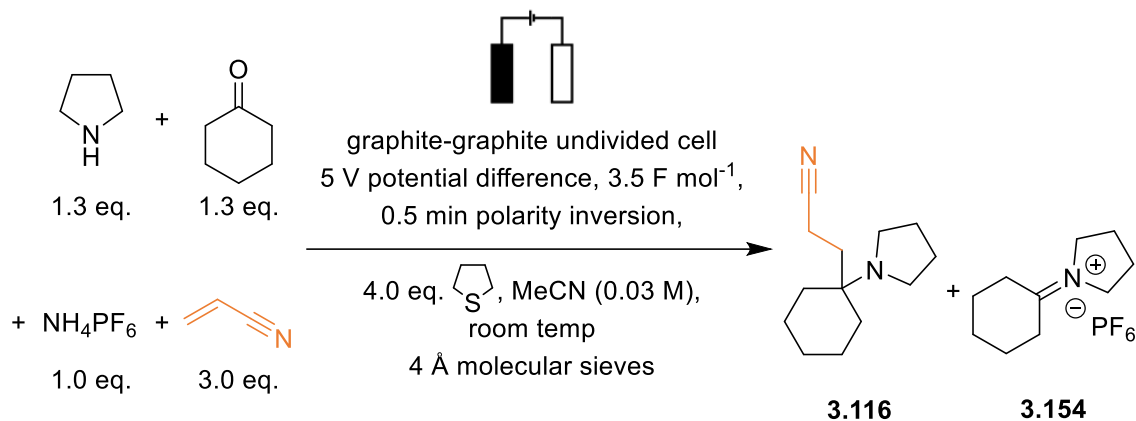 O
N
H
+
1.3 eq.
1.3 eq.
+ NH4PF6 +
N
1.0 eq.
3.0 eq.
graphite-graphite undivided cell
5 V potential difference, 3.5 F mol-1,
0.5 min polarity inversion,
4.0 eq. S, MeCN (0.03 M),
room temp
4 Å molecular sieves
N
N
+
N +
− PF6
3.116
3.154